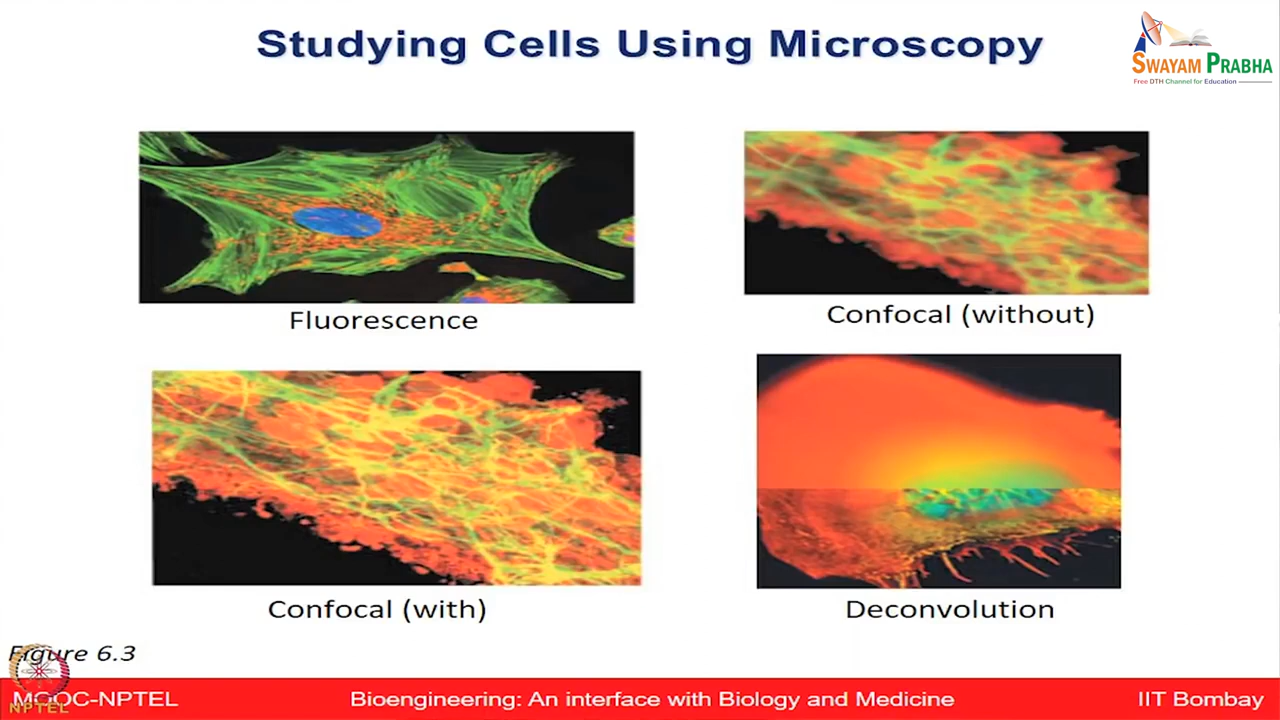 Studying Cells Using Microscopy
SWAYAM PRABHA
Free DTH Channel for Education
Fluorescence
Confocal (without)
Confocal (with)
Deconvolution
Figure 6.3
MOOC-NPTEL
Bioengineering: An interface with Biology and Medicine
IIT Bombay
NPTEL